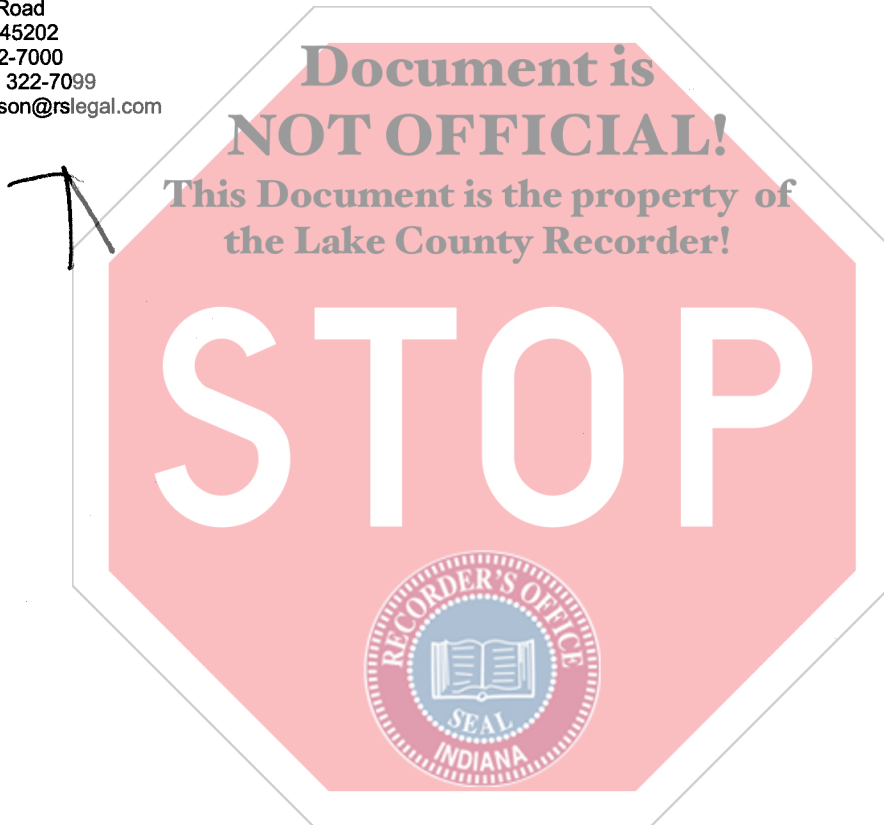 Road
45202
2-7000
322-7099
son@rslegal.com
Document is
NOT OFFICIAL!
This Document is the property of
the Lake County Recorder!
STOP
RECORDER'S OFFICE
SEAL
INDIANA